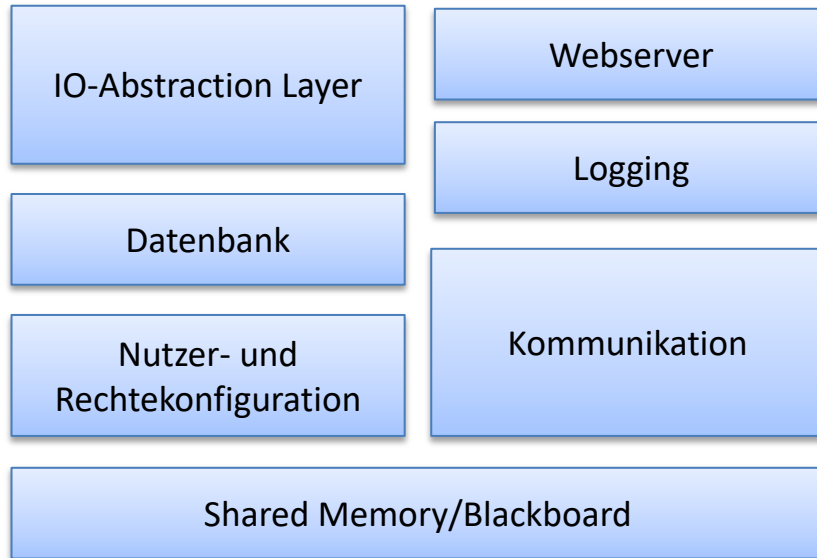 IO-Abstraction Layer
Datenbank
Nutzer- und
Rechtekonfiguration
Webserver
Logging
Kommunikation
Shared Memory/Blackboard